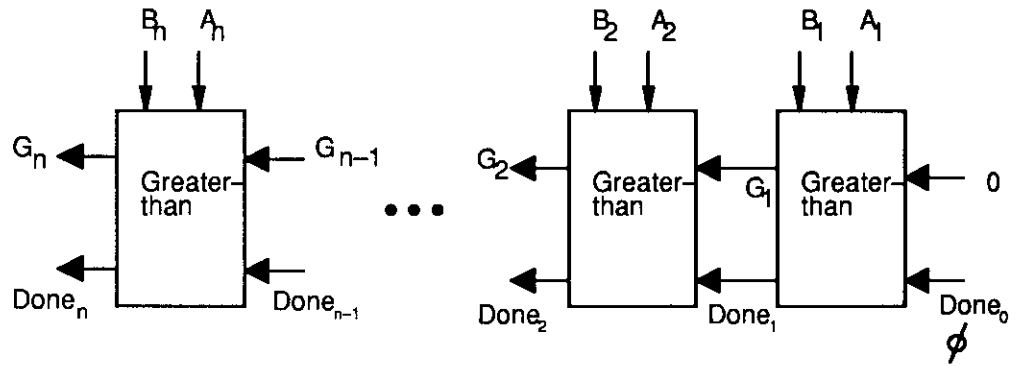 Bn An B2 A2 B1 A1
Gn Gn–1 G2 G1 0
Greater– Greater– Greater–
than than than
Donen Donen–1 Done2 Done1 Done0
ϕ